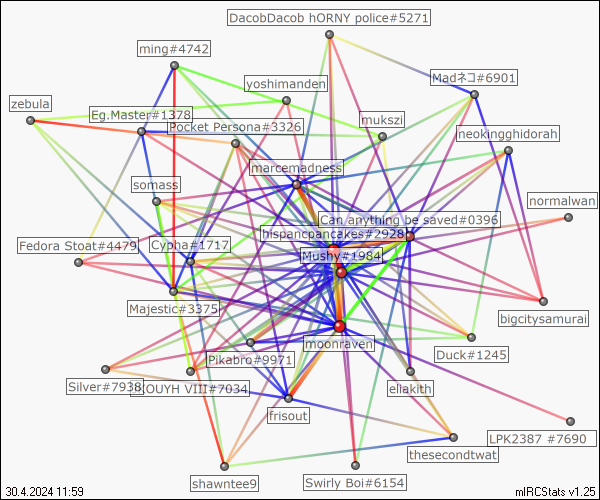 DacobDacob hORNY police#5271
ming#4742
Madネコ#6901
yoshimanden
zebula
Eg.Master#1378
mukszi
Pocket Persona#3326
neokingghidorah
marcemadness
somass
normalwan
Can anything be saved#0396
hispancpancakes#2928
Fedora Stoat#4479
Cypha#1717
Mushy#1984
Majestic#3375
bigcitysamurai
moonraven
Pikabro#9971
Duck#1245
Silver#7938
KOUYH VIII#7034
ellakith
frisout
LPK2387 #7690
thesecondtwat
shawntee9
Swirly Boi#6154
30.4.2024 11:59
mIRCStats v1.25